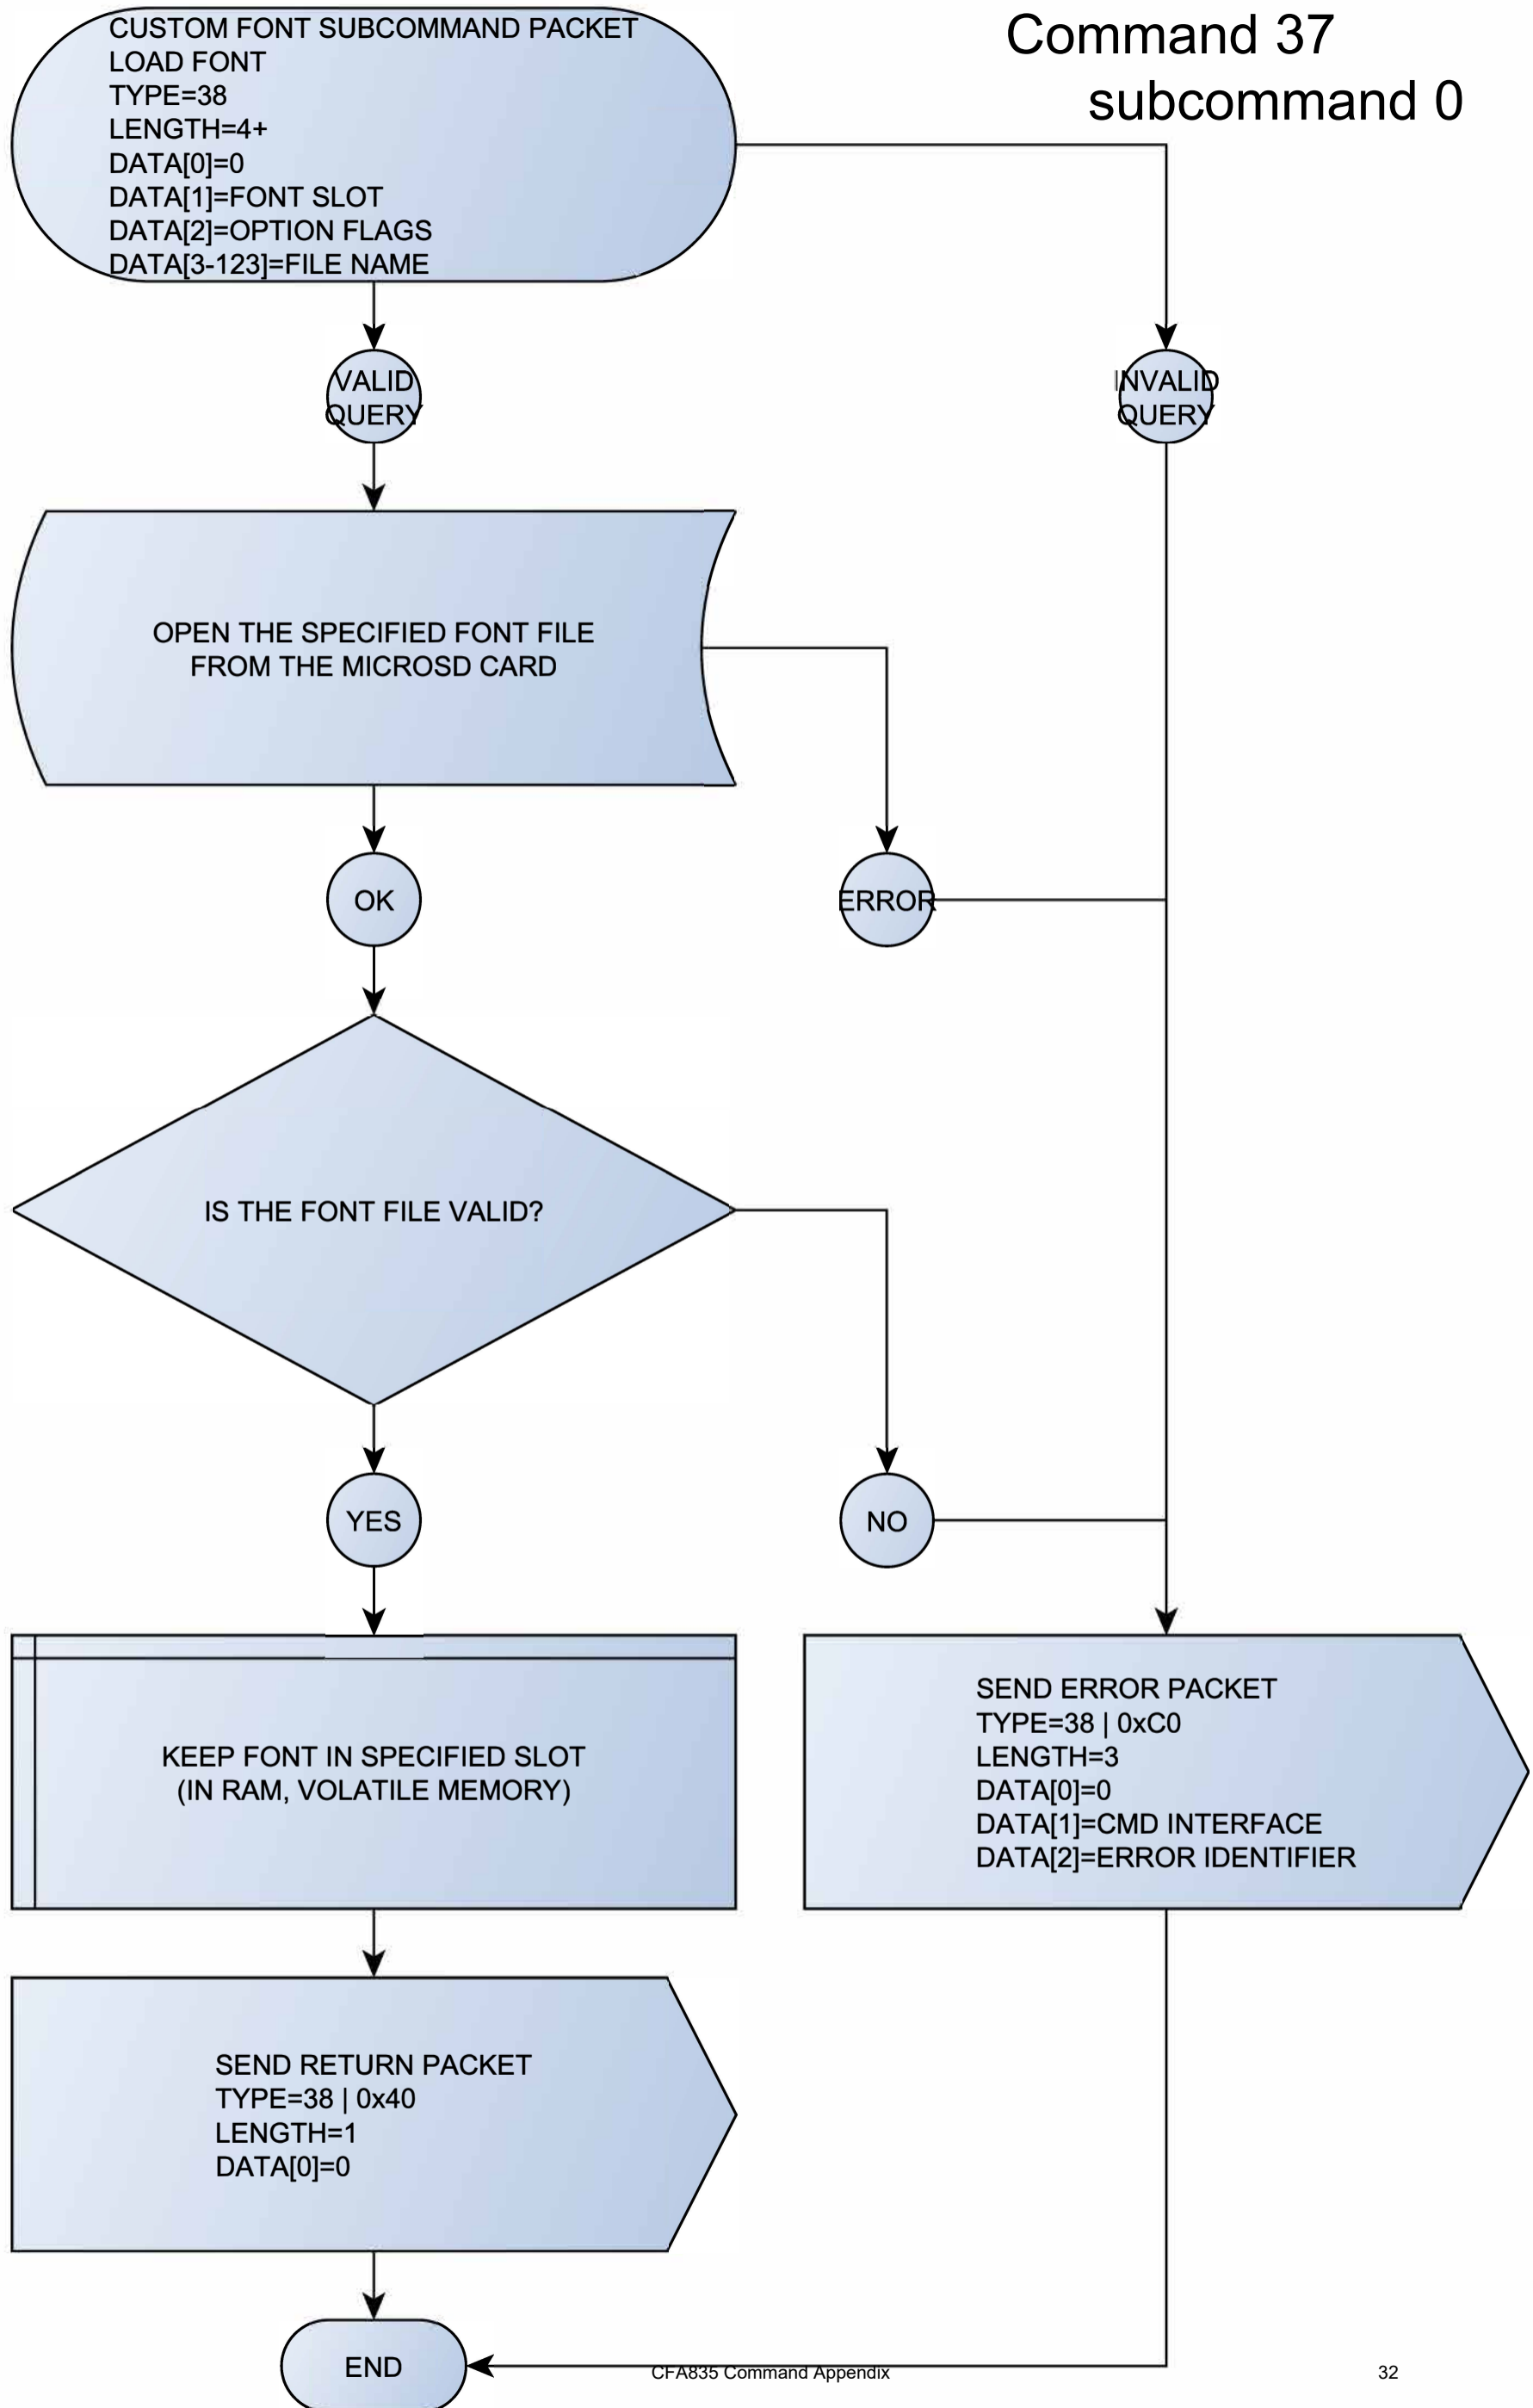 Command 37
subcommand 0
CUSTOM FONT SUBCOMMAND PACKET
LOAD FONT
TYPE=38
LENGTH=4+
DATA[0]=0
DATA[1]=FONT SLOT
DATA[2]=OPTION FLAGS
DATA[3-123]=FILE NAME
VALID
QUERY
INVALID
QUERY
OPEN THE SPECIFIED FONT FILE
FROM THE MICROSD CARD
OK
ERROR
IS THE FONT FILE VALID?
YES
NO
KEEP FONT IN SPECIFIED SLOT
(IN RAM, VOLATILE MEMORY)
SEND ERROR PACKET
TYPE=38 | 0xC0
LENGTH=3
DATA[0]=0
DATA[1]=CMD INTERFACE
DATA[2]=ERROR IDENTIFIER
SEND RETURN PACKET
TYPE=38 | 0x40
LENGTH=1
DATA[0]=0
END
CFA835 Command Appendix
32